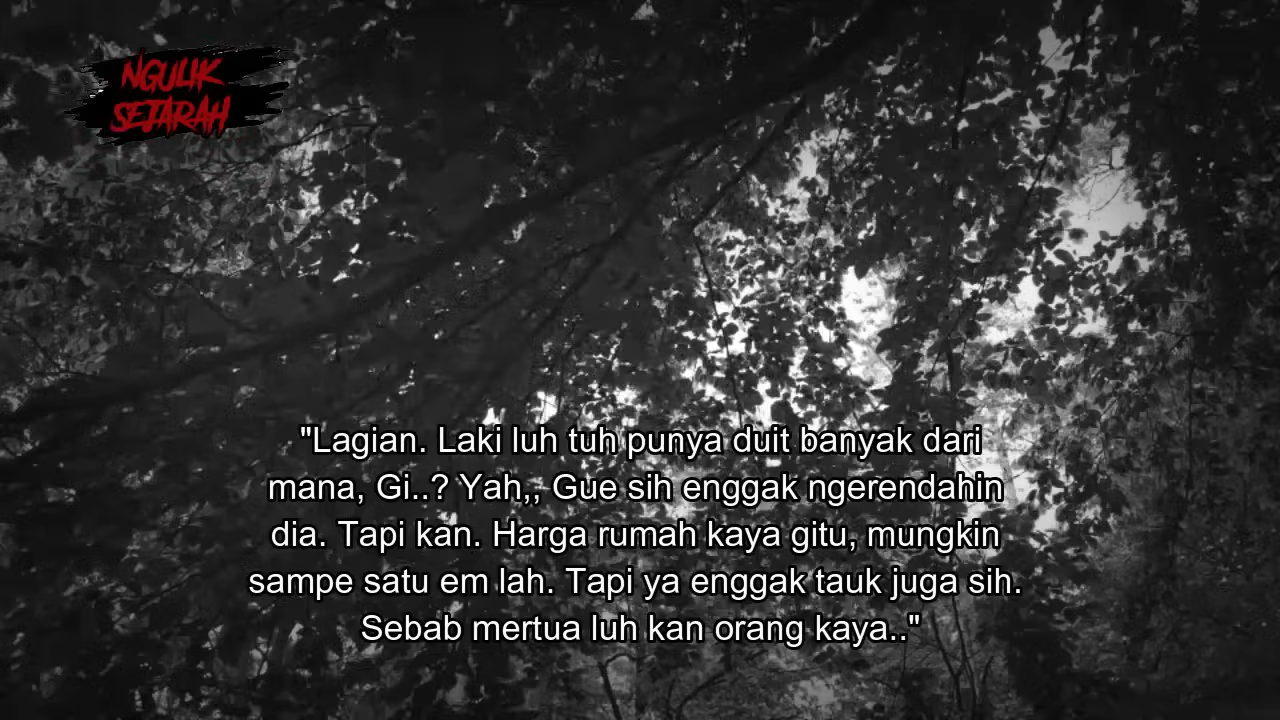 NGULIK
SEJARAH
"Lagian. Laki luh tuh punya duit banyak dari
mana, Gi..? Yah,, Gue sih enggak ngerendahin
dia. Tapi kan. Harga rumah kaya gitu, mungkin
sampe satu em lah. Tapi ya enggak tauk juga sih.
Sebab mertua luh kan orang kaya.."